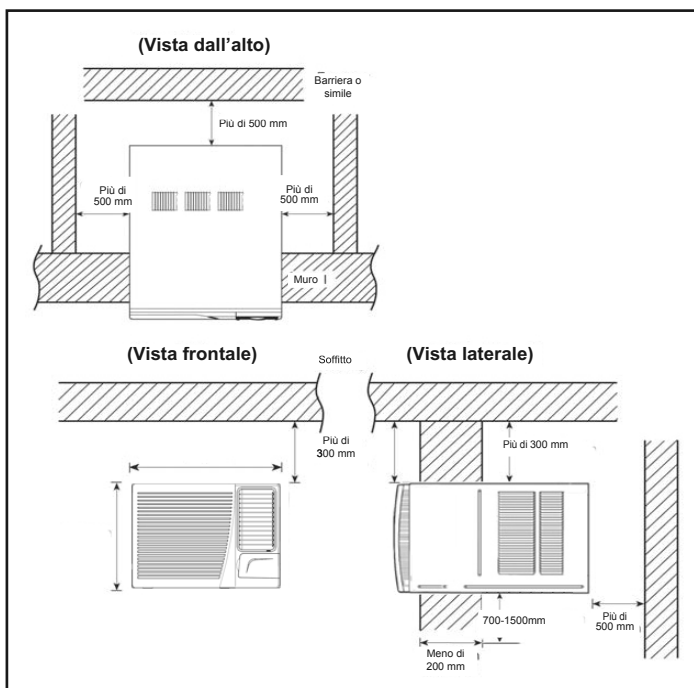 (Vista dall'alto)
Barriera o
simile
Più di 500 mm
Più di
500 mm
Più di
500 mm
Muro
(Vista frontale)
Soffitto
(Vista laterale)
Più di
300 mm
Più di 300 mm
700-1500mm
Più di
500 mm
Meno di
200 mm